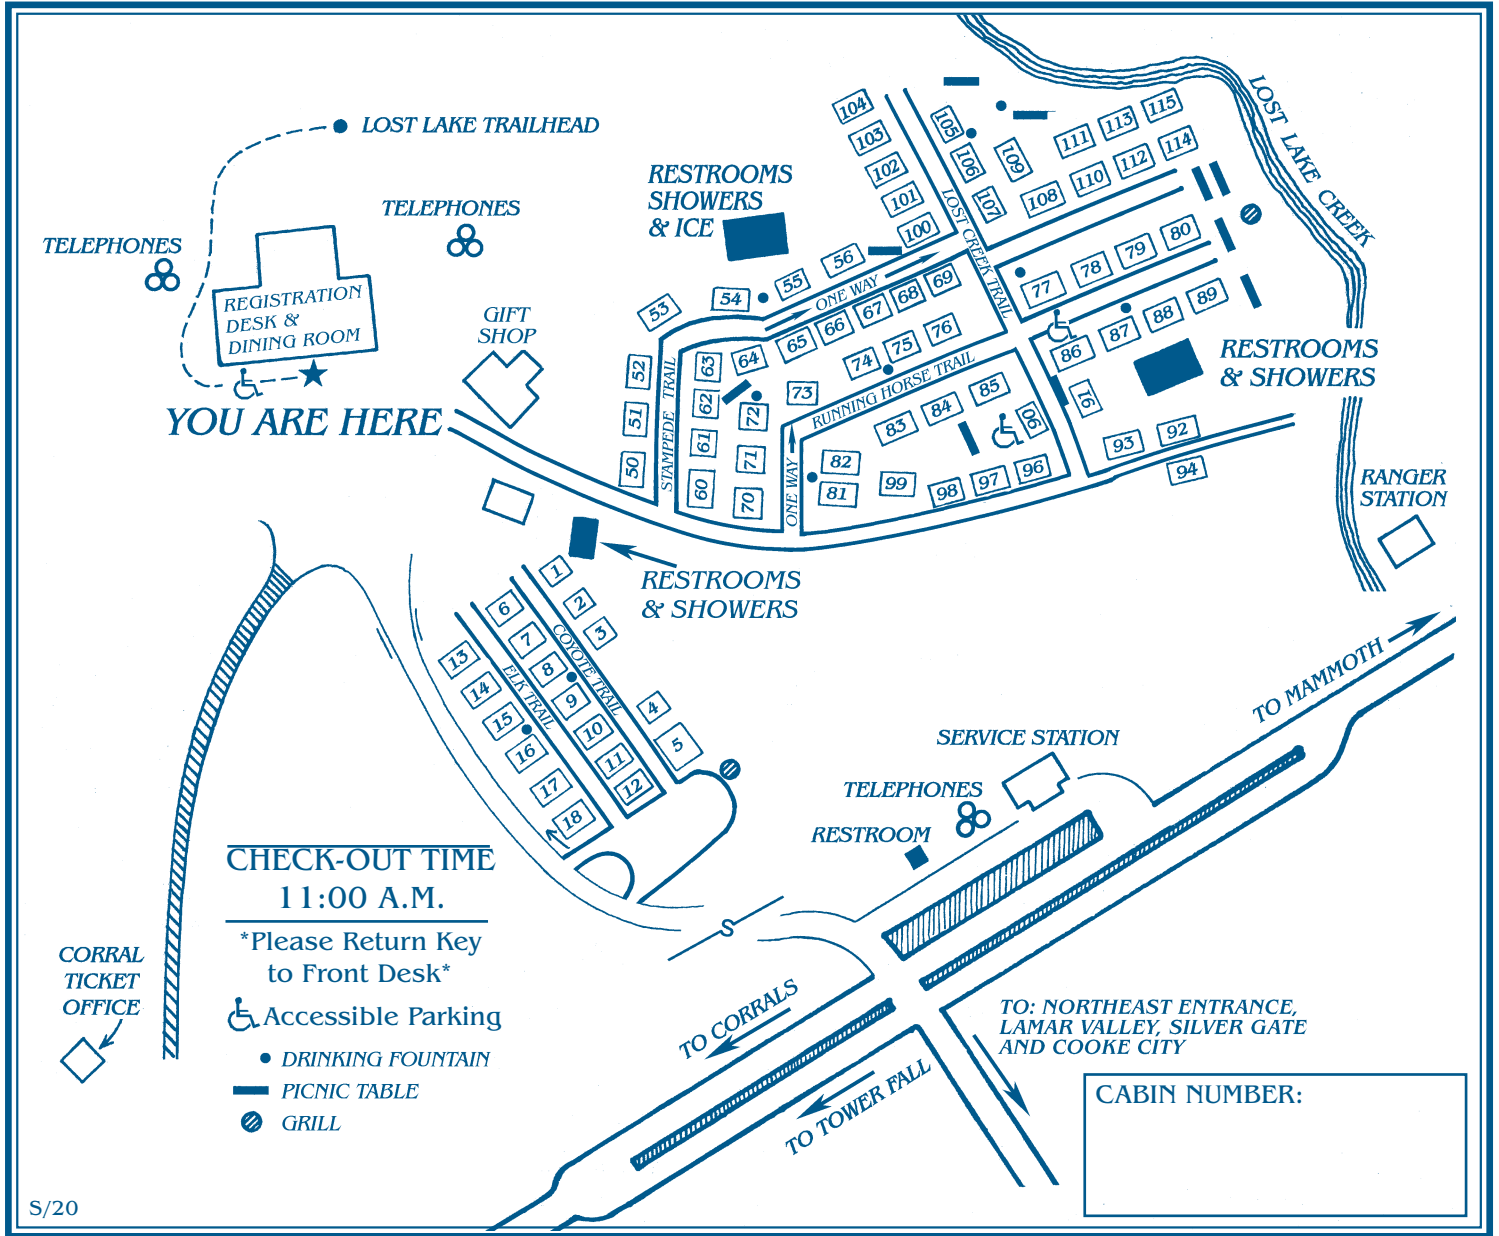 LOST LAKE TRAILHEAD
TELEPHONES
TELEPHONES
REGISTRATION
DESK &
DINING ROOM
YOU ARE HERE
GIFT
SHOP
RESTROOMS
SHOWERS
& ICE
LOST LAKE CREEK
104
103
102
101
100
105
106
107
109
108
110
111
112
113
114
115
LOST CREEK TRAIL
53
54
55
56
ONE WAY
52
51
50
STAMPEDE TRAIL
63
62
61
60
64
65
66
67
68
69
72
71
70
73
74
75
76
77
78
79
80
86
87
88
89
RUNNING HORSE TRAIL
ONE WAY
82
81
83
84
85
90
91
99
98
97
96
93
92
94
RESTROOMS
& SHOWERS
RANGER
STATION
RESTROOMS
& SHOWERS
1
2
3
4
5
COYOTE TRAIL
6
7
8
9
10
11
12
ELK TRAIL
13
14
15
16
17
18
TO MAMMOTH
SERVICE STATION
TELEPHONES
RESTROOM
S
CHECK-OUT TIME
11:00 A.M.
*Please Return Key
to Front Desk*
Accessible Parking
DRINKING FOUNTAIN
PICNIC TABLE
GRILL
CORRAL
TICKET
OFFICE
TO CORRALS
TO TOWER FALL
TO: NORTHEAST ENTRANCE,
LAMAR VALLEY, SILVER GATE
AND COOKE CITY
CABIN NUMBER:
S/20